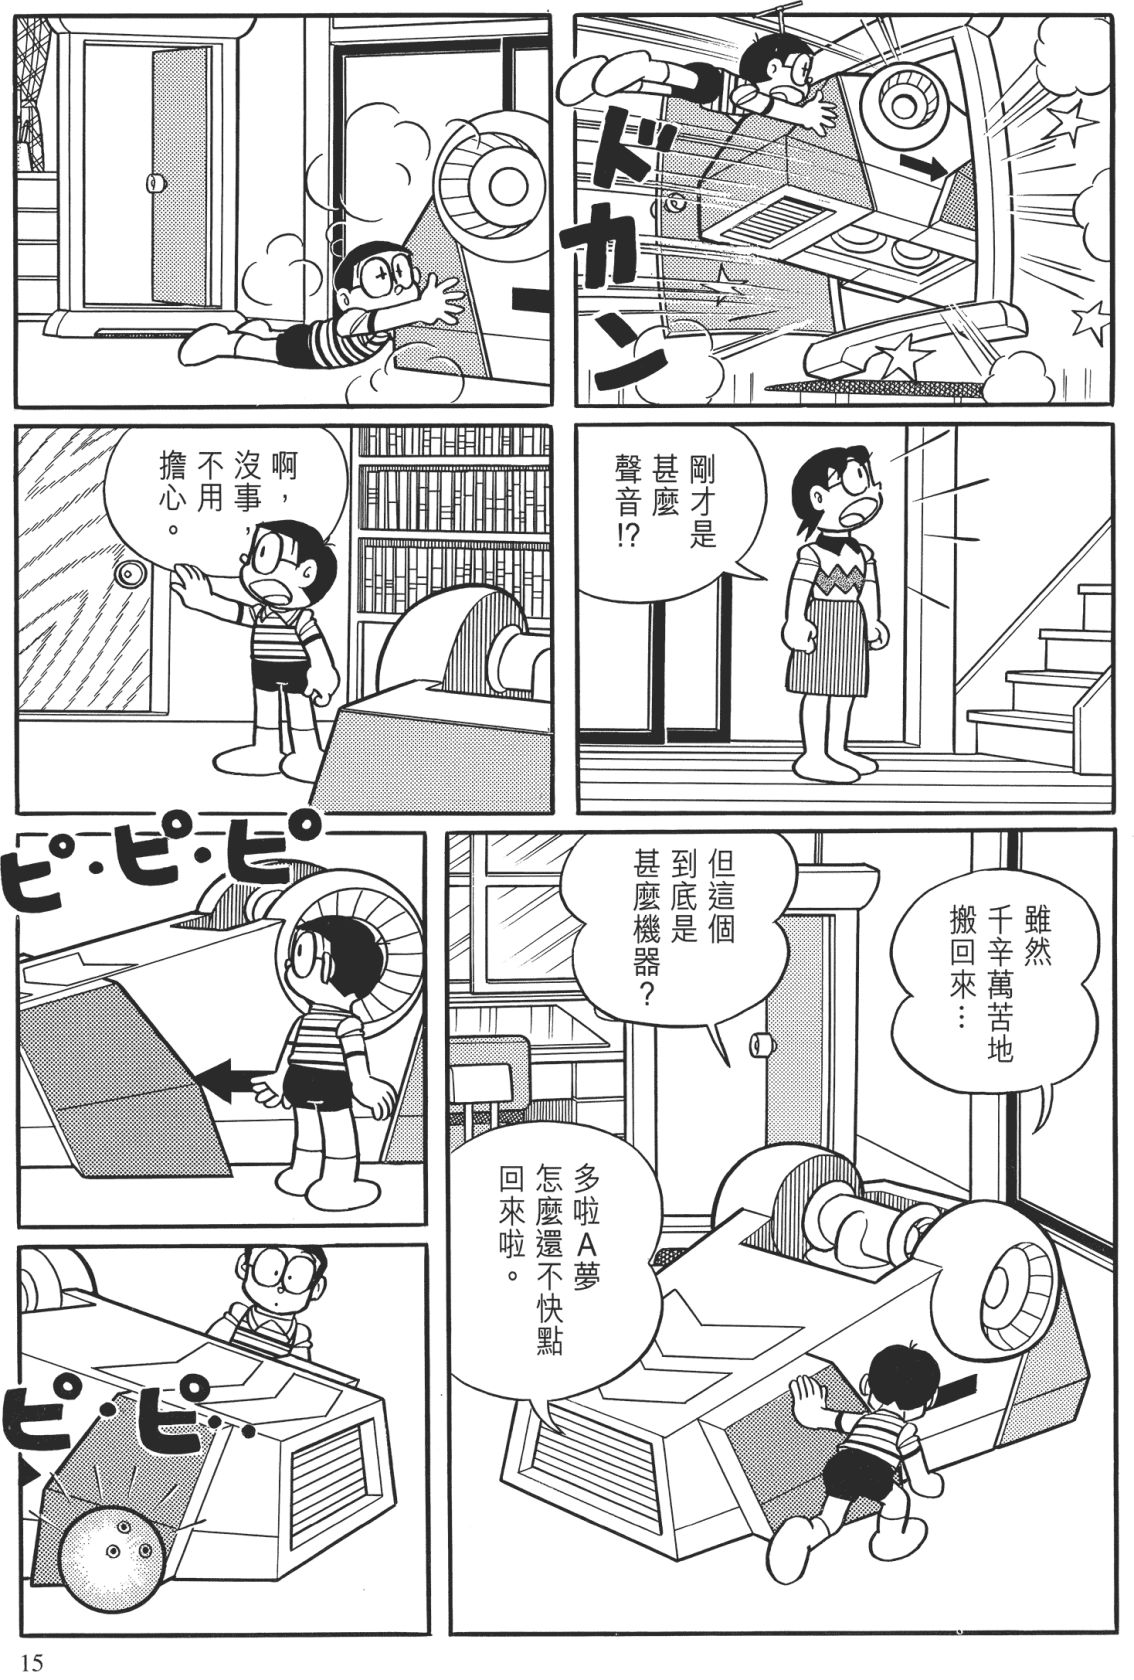 ドカン
剛才是
甚麼
聲音!?
啊，
沒事，
不用
擔心。
雖然
千辛萬苦地
搬回來…
但這個
到底是
甚麼機器？
多啦A夢
怎麼還不快點
回來啦。
ピ・ピ・ピ
ピ・ピ・・
15